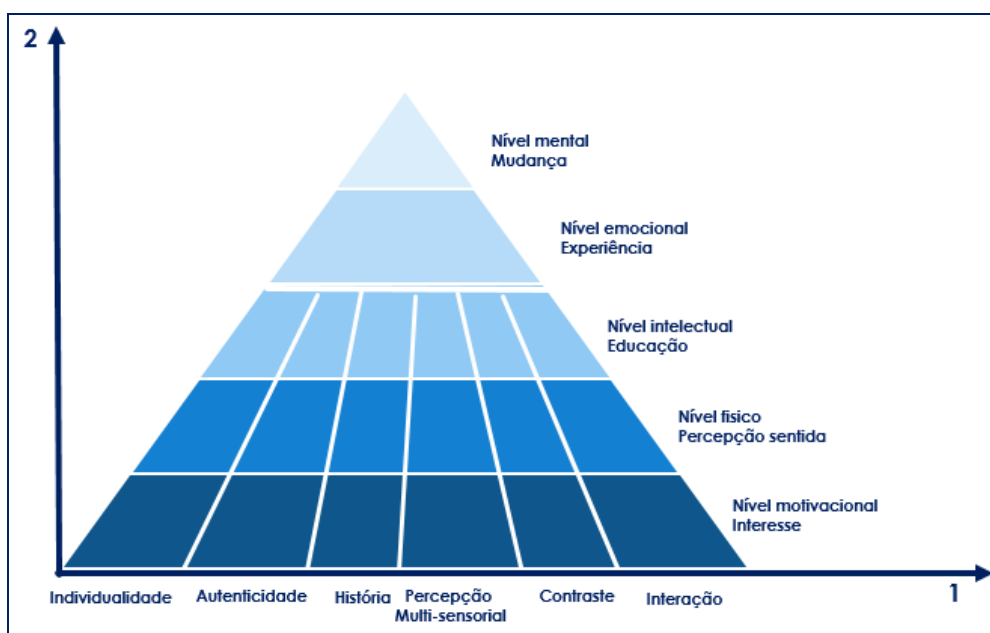 2
Nível mental
Mudança
Nível emocional
Experiência
Nível intelectual
Educação
Nível fisico
Percepção sentida
Nível motivacional
Interesse
1
Individualidade
Autenticidade
História
Percepção
Multi-sensorial
Contraste
Interação